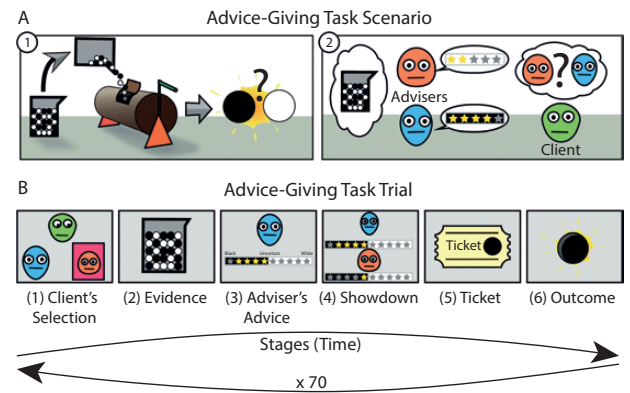 A
Advice-Giving Task Scenario
1
?
2
Advisers
?
Client
B
Advice-Giving Task Trial
Black Uncertain White
Ticket
(1) Client's
Selection
(2) Evidence
(3) Adviser's
Advice
(4) Showdown
(5) Ticket
(6) Outcome
Stages (Time)
x 70